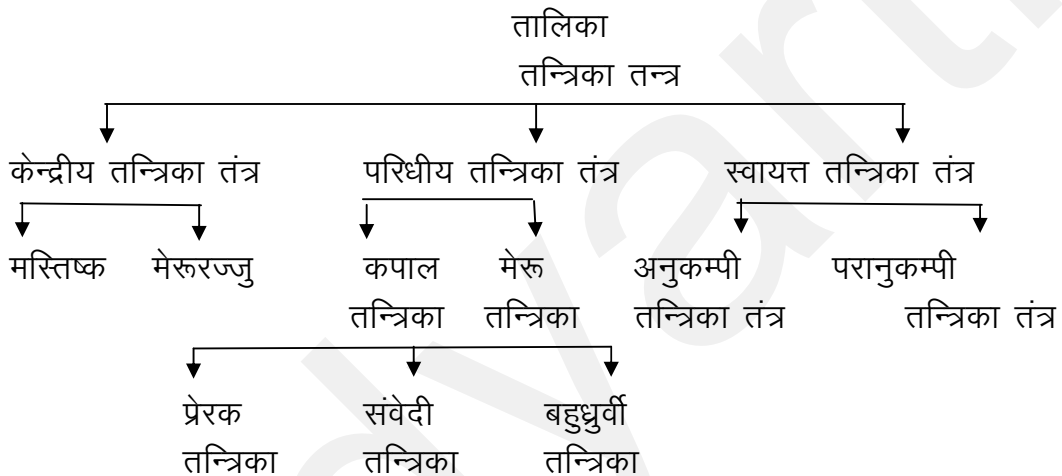 तालिका
तन्त्रिका तन्त्र
केन्द्रीय तन्त्रिका तंत्र परिधीय तन्त्रिका तंत्र स्वायत्त तन्त्रिका तंत्र
मस्तिष्क मेरूरज्जु कपाल मेरू अनुकम्पी परानुकम्पी
तन्त्रिका तन्त्रिका तन्त्रिका तंत्र तन्त्रिका तंत्र
प्रेरक संवेदी बहुध्रुर्वी
तन्त्रिका तन्त्रिका तन्त्रिका